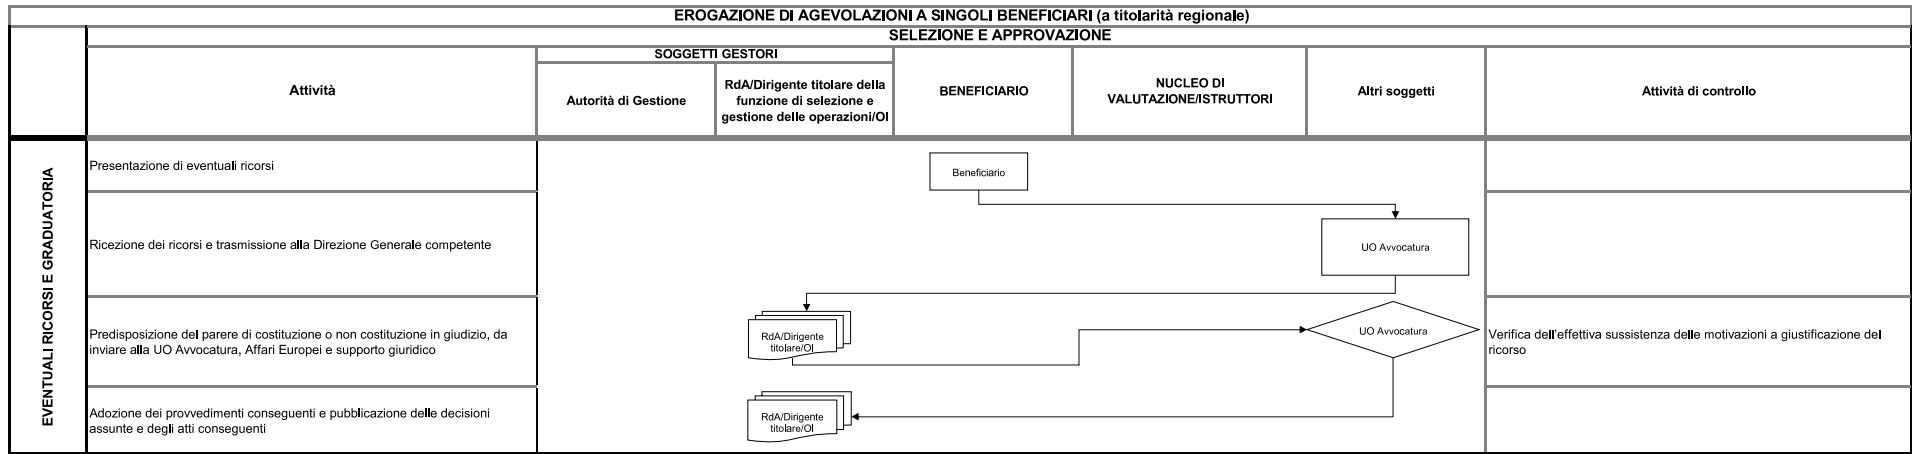 EROGAZIONE DI AGEVOLAZIONI A SINGOLI BENEFICIARI (a titolarità regionale)
SELEZIONE E APPROVAZIONE
Attività
SOGGETTI GESTORI
Autorità di Gestione
RdA/Dirigente titolare della
funzione di selezione e
gestione delle operazioni/OI
BENEFICIARIO
NUCLEO DI
VALUTAZIONE/ISTRUTTORI
Altri soggetti
Attività di controllo
EVENTUALI RICORSI E GRADUATORIA
Presentazione di eventuali ricorsi
Beneficiario
Ricezione dei ricorsi e trasmissione alla Direzione Generale competente
UO Avvocatura
Predisposizione del parere di costituzione o non costituzione in giudizio, da
inviare alla UO Avvocatura, Affari Europei e supporto giuridico
RdA/Dirigente
titolare/OI
UO Avvocatura
Verifica dell'effettiva sussistenza delle motivazioni a giustificazione del
ricorso
Adozione dei provvedimenti conseguenti e pubblicazione delle decisioni
assunte e degli atti conseguenti
RdA/Dirigente
titolare/OI